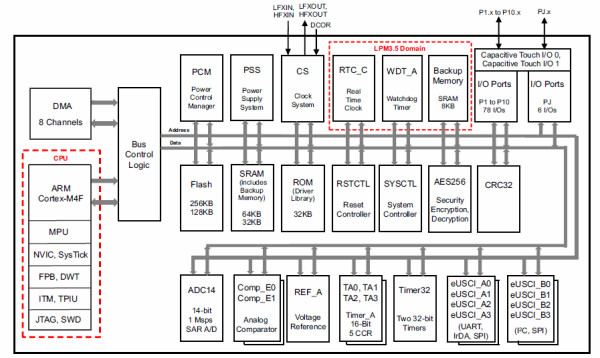 LFXIN,
HFXIN
LFXOUT,
HFXOUT
DCOR
P1.x to P10.x
PJ.x
LPM3.5 Domain
Capacitive Touch I/O 0,
Capacitive Touch I/O 1
PCM
Power
Control
Manager
PSS
Power
Supply
System
CS
Clock
System
RTC_C
Real
Time
Clock
WDT_A
Watchdog
Timer
Backup
Memory
SRAM
8KB
I/O Ports
P1 to P10
78 I/Os
I/O Ports
PJ
6 I/Os
DMA
8 Channels
Bus
Control
Logic
Address
Data
CPU
ARM
Cortex-M4F
MPU
NVIC, SysTick
FPB, DWT
ITM, TPIU
JTAG, SWD
Flash
256KB
128KB
SRAM
(includes
Backup
Memory)
64KB
32KB
ROM
(Driver
Library)
32KB
RSTCTL
Reset
Controller
SYSCTL
System
Controller
AES256
Security
Encryption,
Decryption
CRC32
ADC14
14-bit
1 Msps
SAR A/D
Comp_E0
Comp_E1
Analog
Comparator
REF_A
Voltage
Reference
TA0, TA1
TA2, TA3
Timer_A
16-Bit
5 CCR
Timer32
Two 32-bit
Timers
eUSCI_A0
eUSCI_A1
eUSCI_A2
eUSCI_A3
(UART,
IrDA, SPI)
eUSCI_B0
eUSCI_B1
eUSCI_B2
eUSCI_B3
(I²C, SPI)